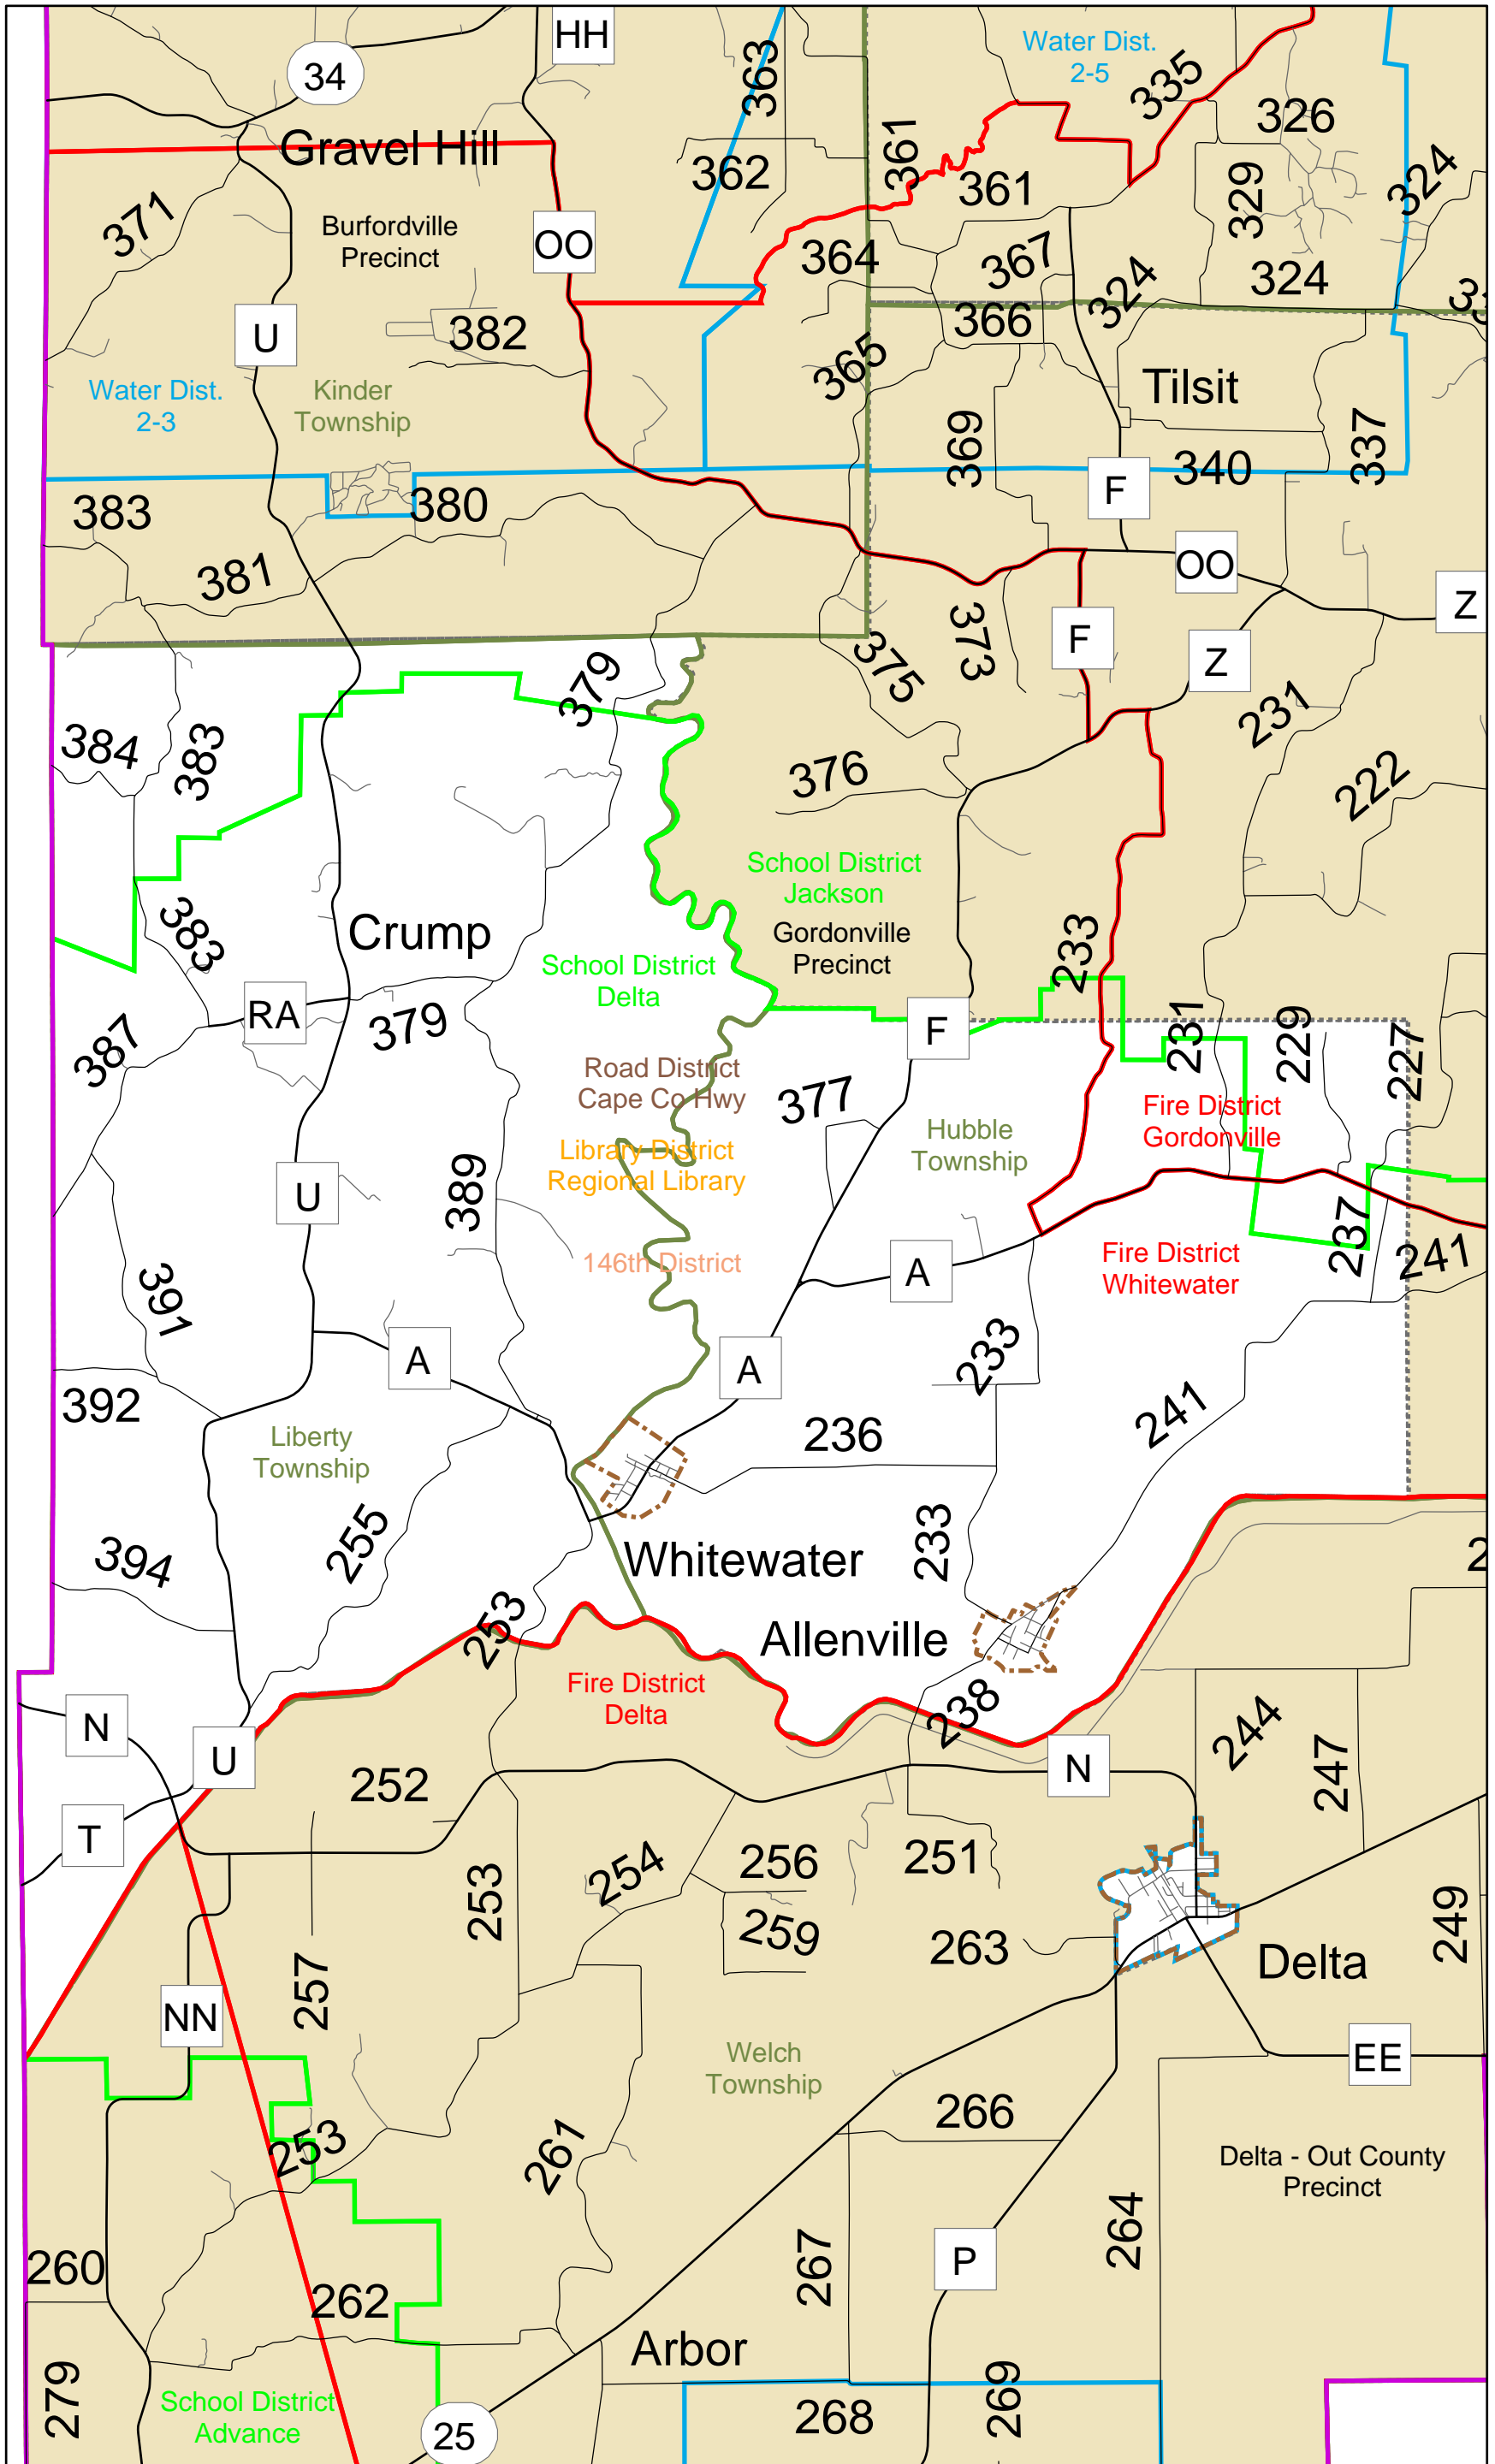 HH
34
363
Water Dist.
2-5
335
326
Gravel Hill
362
361
361
329
324
371
Burfordville
Precinct
OO
364
367
324
324
U
382
366
365
Tilsit
Water Dist.
2-3
Kinder
Township
369
340
337
383
380
F
381
OO
Z
373
F
Z
375
379
384
383
231
376
222
School District
Jackson
Gordonville
Precinct
383
Crump
School District
Delta
233
RA
379
F
387
231
229
227
Road District
Cape Co Hwy
377
Fire District
Gordonville
Hubble
Township
Library District
Regional Library
U
389
237
146th District
A
Fire District
Whitewater
241
391
A
A
233
392
241
236
Liberty
Township
255
233
394
Whitewater
253
Allenville
Fire District
Delta
238
N
U
N
244
247
252
T
254
256
251
253
259
263
249
257
Delta
NN
Welch
Township
EE
266
253
261
Delta - Out County
Precinct
260
267
P
264
262
Arbor
279
School District
Advance
25
268
269